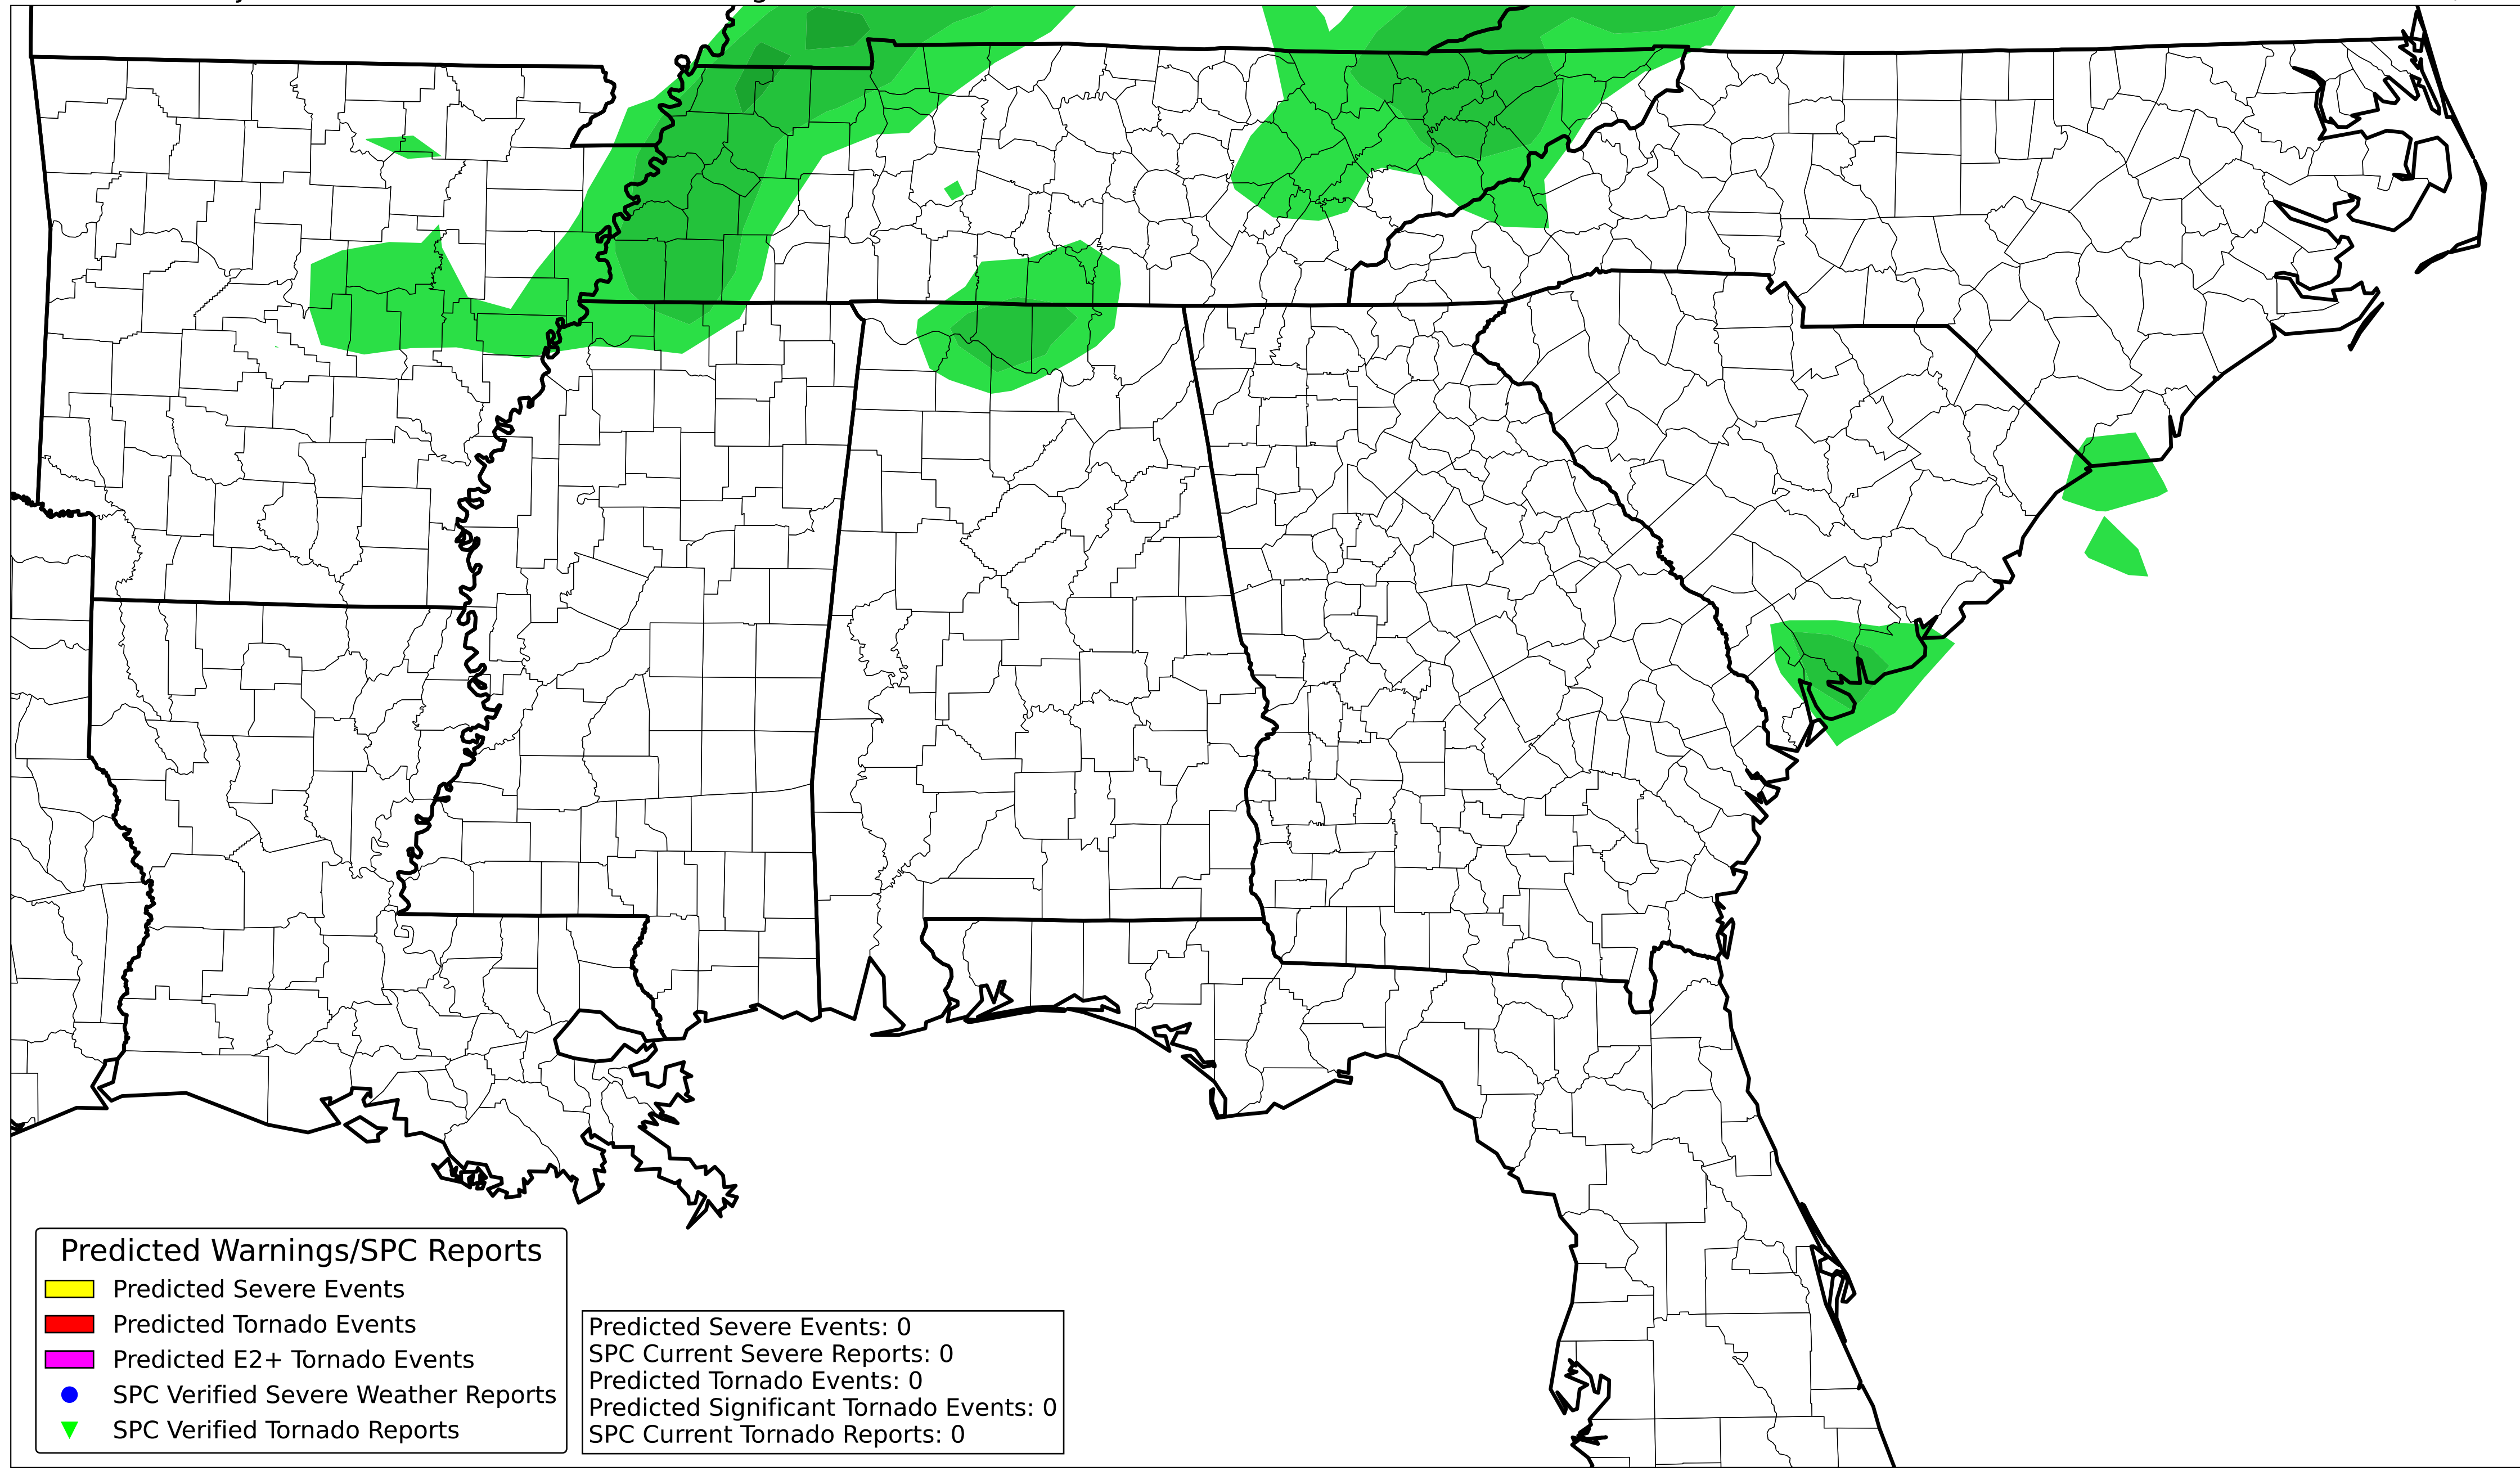 Predicted Warnings/SPC Reports
Predicted Severe Events
Predicted Tornado Events
Predicted E2+ Tornado Events
SPC Verified Severe Weather Reports
SPC Verified Tornado Reports
Predicted Severe Events: 0
SPC Current Severe Reports: 0
Predicted Tornado Events: 0
Predicted Significant Tornado Events: 0
SPC Current Tornado Reports: 0